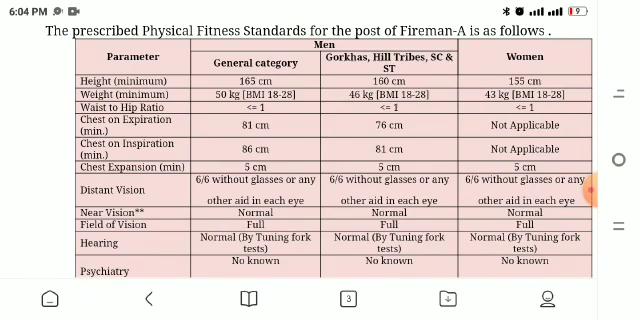 6:04 PM
9
The prescribed Physical Fitness Standards for the post of Fireman-A is as follows .
Parameter
Men
Women
General category
Gorkhas, Hill Tribes, SC &
ST
Height (minimum) 165 cm 160 cm 155 cm
Weight (minimum) 50 kg [BMI 18-28] 46 kg [BMI 18-28] 43 kg [BMI 18-28]
Waist to Hip Ratio <= 1 <= 1 <= 1
Chest on Expiration
(min.)
81 cm 76 cm Not Applicable
Chest on Inspiration
(min.)
86 cm 81 cm Not Applicable
Chest Expansion (min) 5 cm 5 cm 5 cm
Distant Vision
6/6 without glasses or any
other aid in each eye
6/6 without glasses or any
other aid in each eye
6/6 without glasses or any
other aid in each eye
Near Vision** Normal Normal Normal
Field of Vision Full Full Full
Hearing
Normal (By Tuning fork
tests)
Normal (By Tuning fork
tests)
Normal (By Tuning fork
tests)
Psychiatry
No known No known No known
3